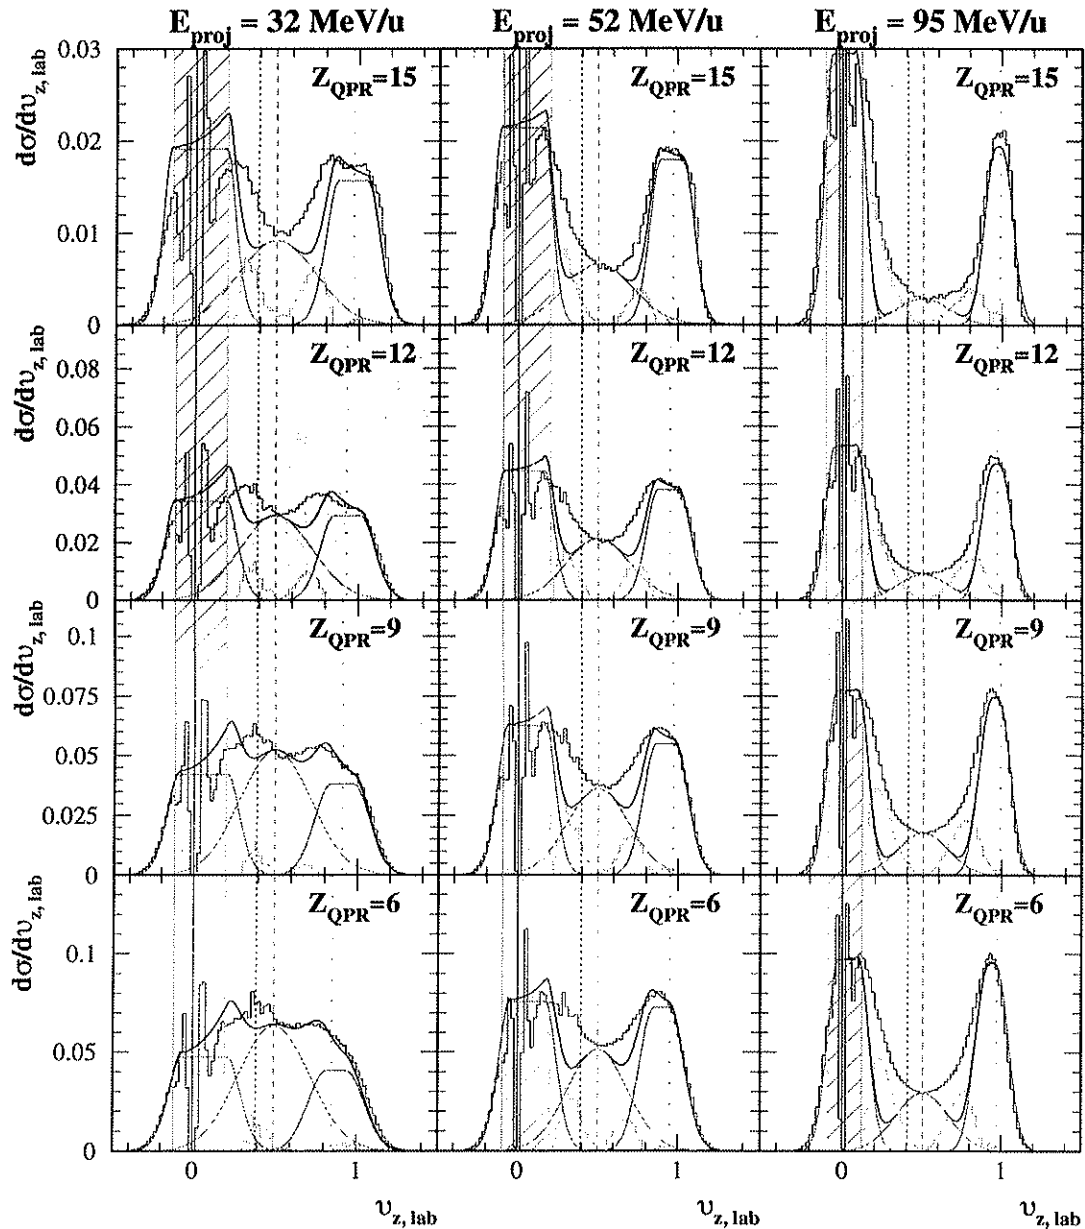 E_proj = 32 MeV/u E_proj = 52 MeV/u E_proj = 95 MeV/u
0.03
Z_QPR=15 Z_QPR=15 Z_QPR=15
dσ/dυ_z, lab
0.02
0.01
0
Z_QPR=12 Z_QPR=12 Z_QPR=12
dσ/dυ_z, lab
0.08
0.06
0.04
0.02
0
Z_QPR=9 Z_QPR=9 Z_QPR=9
dσ/dυ_z, lab
0.1
0.075
0.05
0.025
0
Z_QPR=6 Z_QPR=6 Z_QPR=6
dσ/dυ_z, lab
0.1
0.05
0
0 1 0 1 0 1
υ_z, lab υ_z, lab υ_z, lab